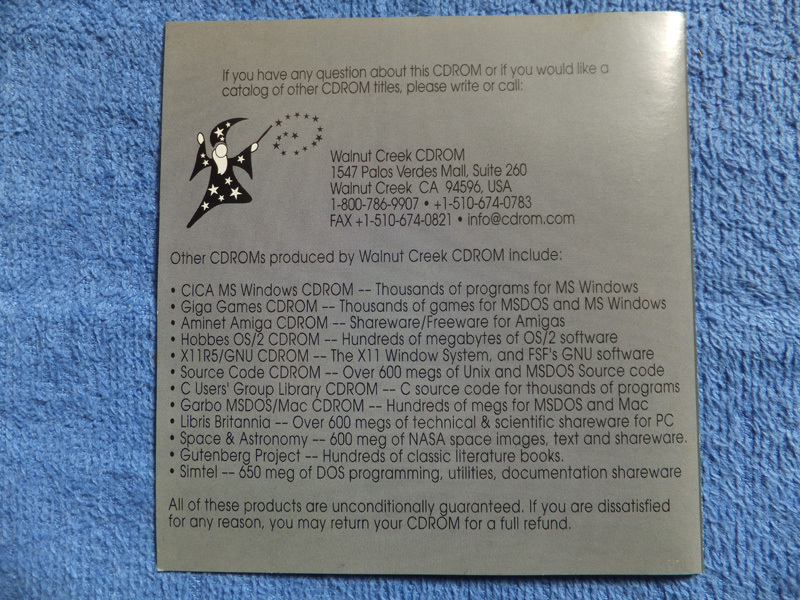 If you have any question about this CDROM or if you would like a
catalog of other CDROM titles, please write or call:
Walnut Creek CDROM
1547 Palos Verdes Mall, Suite 260
Walnut Creek CA 94596, USA
1-800-786-9907 • +1-510-674-0783
FAX +1-510-674-0821 • info@cdrom.com
Other CDROMs produced by Walnut Creek CDROM include:
• CICA MS Windows CDROM -- Thousands of programs for MS Windows
• Giga Games CDROM -- Thousands of games for MSDOS and MS Windows
• Aminet Amiga CDROM -- Shareware/Freeware for Amigas
• Hobbes OS/2 CDROM -- Hundreds of megabytes of OS/2 software
• X11R5/GNU CDROM -- The X11 Window System, and FSF's GNU software
• Source Code CDROM -- Over 600 megs of Unix and MSDOS Source code
• C Users' Group Library CDROM -- C source code for thousands of programs
• Garbo MSDOS/Mac CDROM -- Hundreds of megs for MSDOS and Mac
• Libris Britannia -- Over 600 megs of technical & scientific shareware for PC
• Space & Astronomy -- 600 meg of NASA space images, text and shareware.
• Gutenberg Project -- Hundreds of classic literature books.
• Simtel -- 650 meg of DOS programming, utilities, documentation shareware
All of these products are unconditionally guaranteed. If you are dissatisfied
for any reason, you may return your CDROM for a full refund.